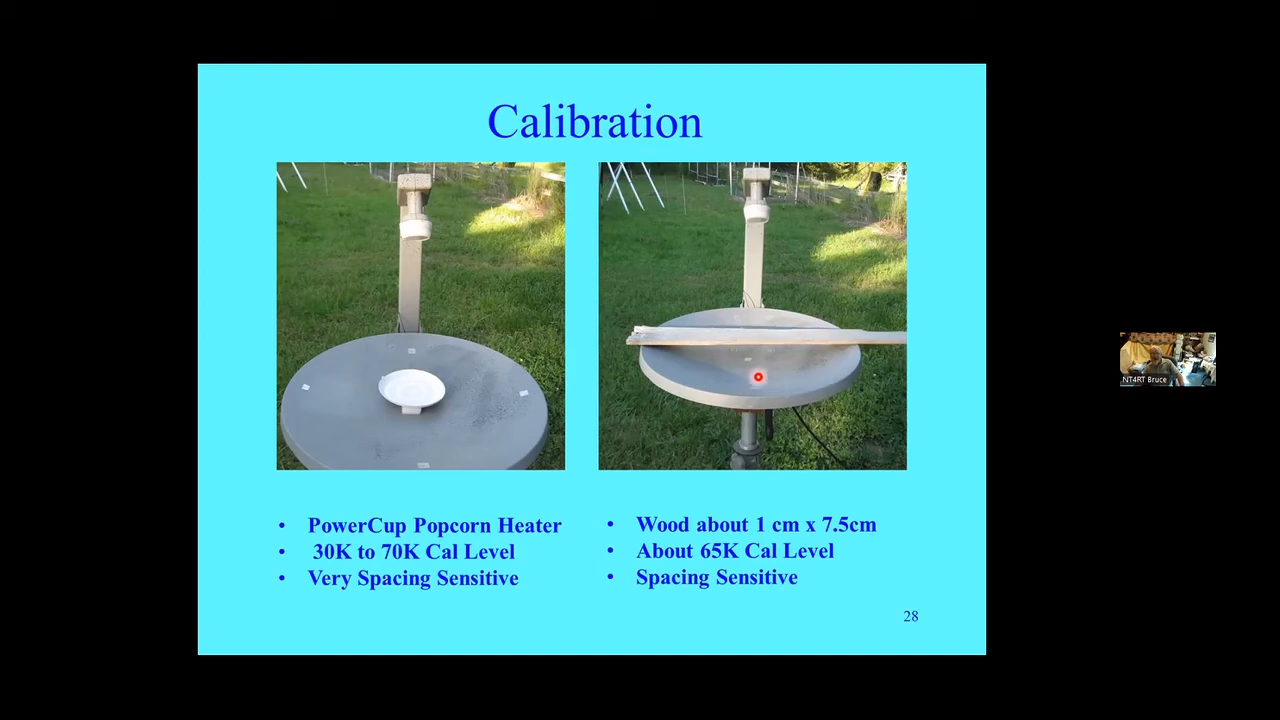 Calibration
• PowerCup Popcorn Heater
• 30K to 70K Cal Level
• Very Spacing Sensitive
• Wood about 1 cm x 7.5cm
• About 65K Cal Level
• Spacing Sensitive
28
NT4RT Bruce